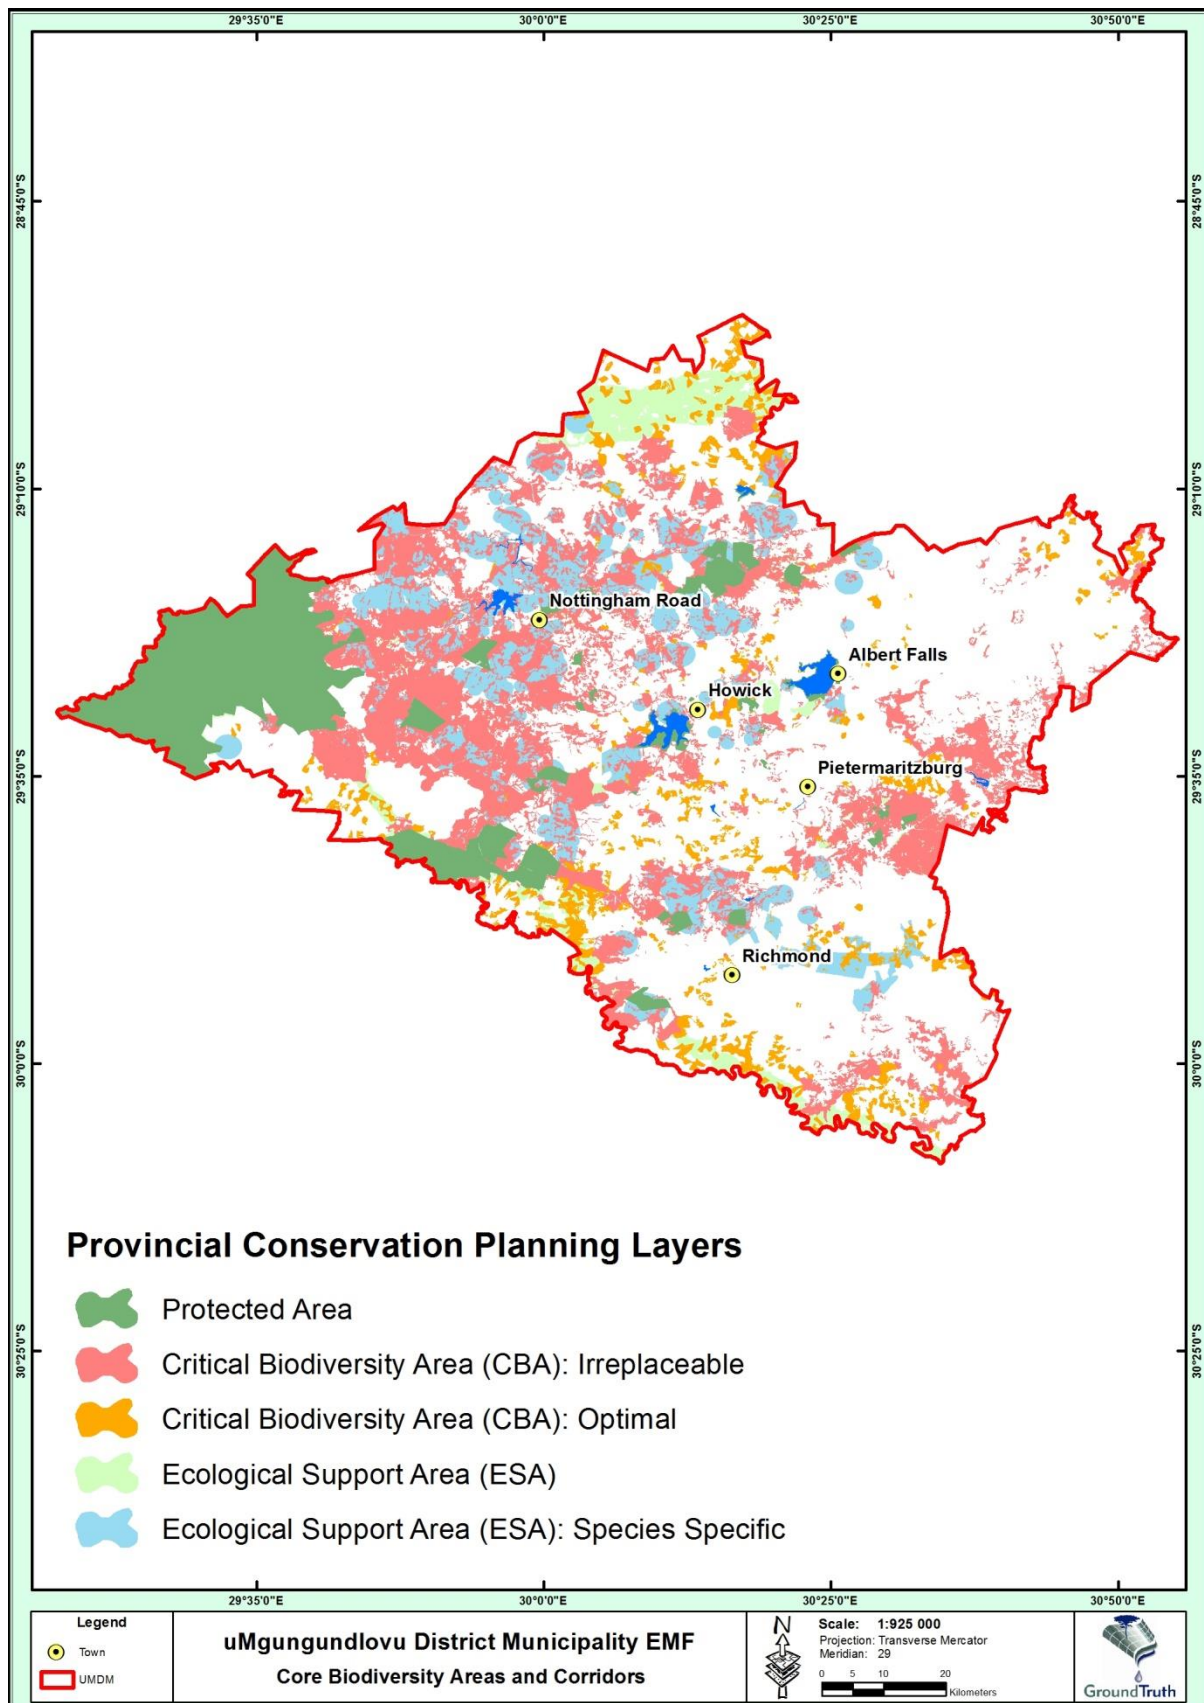 29°35'0"E 30°0'0"E 30°25'0"E 30°50'0"E
28°45'0"S 28°45'0"S
29°10'0"S 29°10'0"S
Nottingham Road
Albert Falls
Howick
29°35'0"S 29°35'0"S
Pietermaritzburg
Richmond
30°0'0"S 30°0'0"S
Provincial Conservation Planning Layers
Protected Area
Critical Biodiversity Area (CBA): Irreplaceable
30°25'0"S 30°25'0"S
Critical Biodiversity Area (CBA): Optimal
Ecological Support Area (ESA)
Ecological Support Area (ESA): Species Specific
29°35'0"E 30°0'0"E 30°25'0"E 30°50'0"E
Legend
Town
UMDM
uMgungundlovu District Municipality EMF
Core Biodiversity Areas and Corridors
N
Scale: 1:925 000
Projection: Transverse Mercator
Meridian: 29
0 5 10 20
Kilometers
GroundTruth